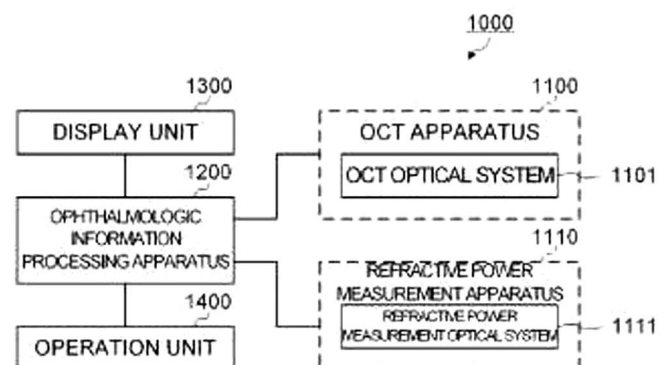 1000
1300
1100
DISPLAY UNIT
OCT APPARATUS
1200
OCT OPTICAL SYSTEM
1101
OPHTHALMOLOGIC
INFORMATION
PROCESSING APPARATUS
1110
REFRACTIVE POWER
MEASUREMENT APPARATUS
1400
REFRACTIVE POWER
MEASUREMENT OPTICAL SYSTEM
1111
OPERATION UNIT